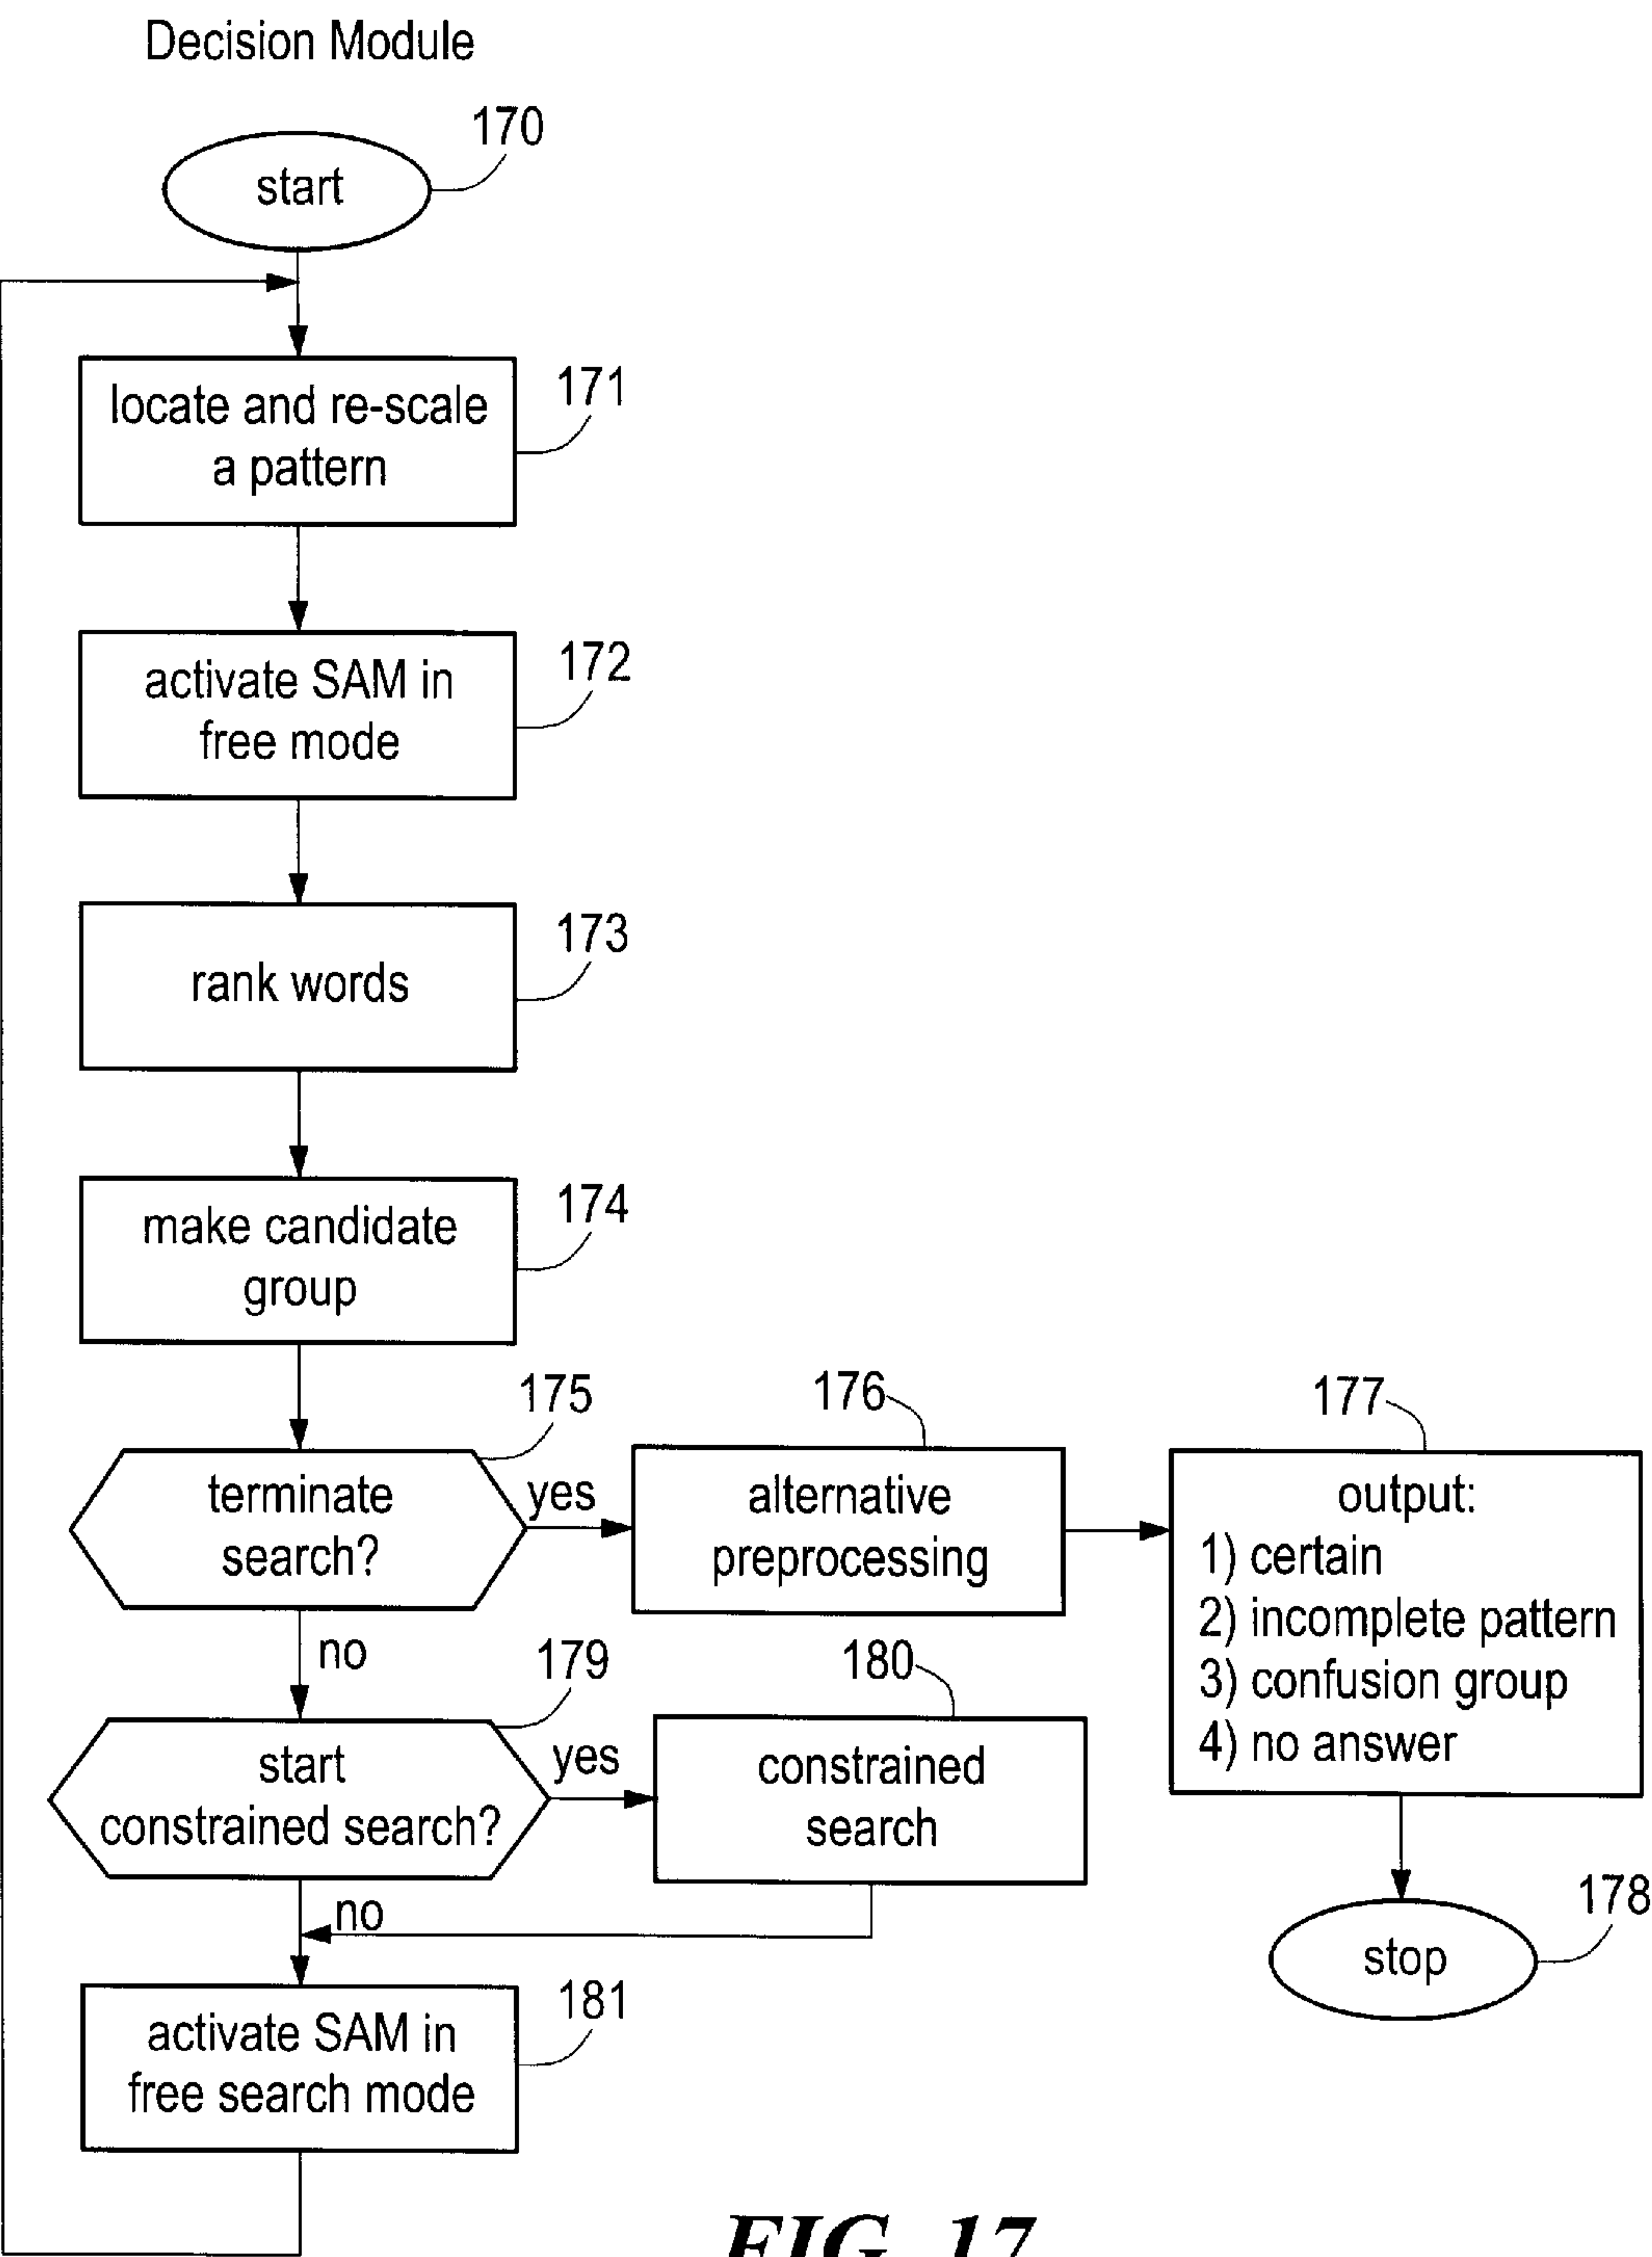 Decision Module
170
start
171
locate and re-scale
a pattern
172
activate SAM in
free mode
173
rank words
174
make candidate
group
175
terminate
search?
yes
176
alternative
preprocessing
177
output:
1) certain
2) incomplete pattern
3) confusion group
4) no answer
no
179
start
constrained search?
yes
180
constrained
search
no
178
stop
181
activate SAM in
free search mode
FIG. 17